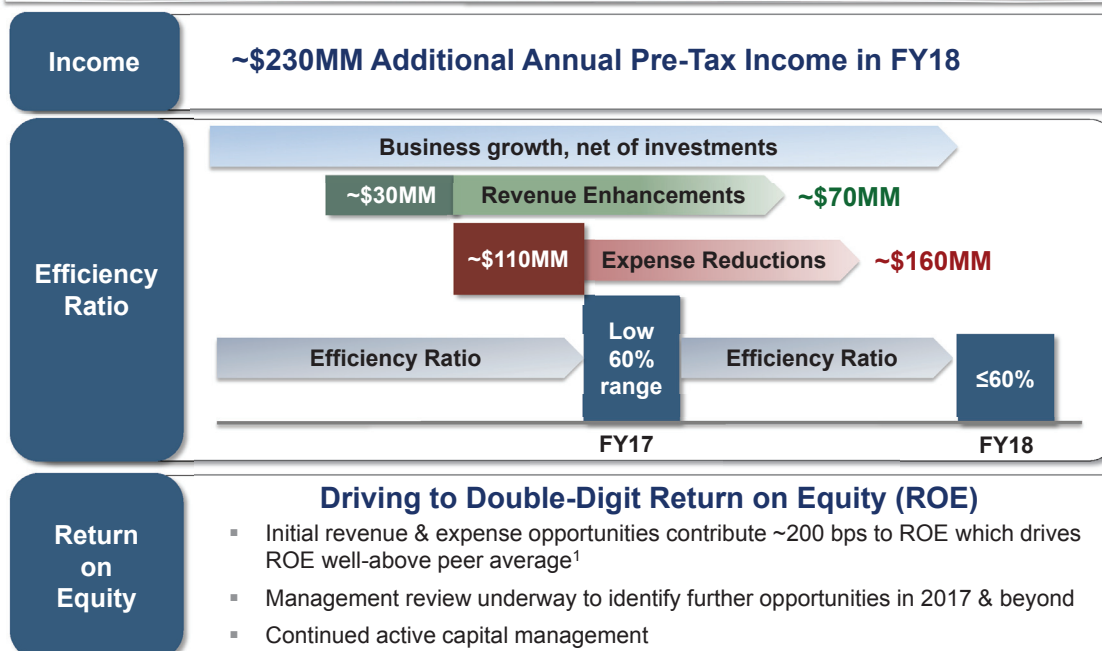 Income
~$230MM Additional Annual Pre-Tax Income in FY18
Efficiency
Ratio
Business growth, net of investments
~$30MM
Revenue Enhancements
~$70MM
~$110MM
Expense Reductions
~$160MM
Efficiency Ratio
Low
60%
range
Efficiency Ratio
≤60%
FY17
FY18
Return
on
Equity
Driving to Double-Digit Return on Equity (ROE)
▪ Initial revenue & expense opportunities contribute ~200 bps to ROE which drives
ROE well-above peer average¹
▪ Management review underway to identify further opportunities in 2017 & beyond
▪ Continued active capital management